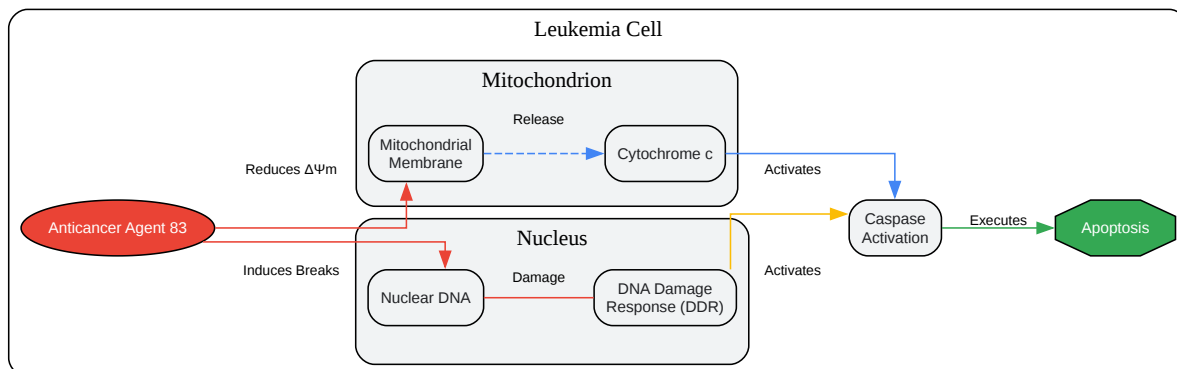 Leukemia Cell
Mitochondrion
Release
Mitochondrial
Membrane
Cytochrome c
Reduces ΔΨm
Activates
Anticancer Agent 83
Caspase
Activation
Executes
Apoptosis
Nucleus
Induces Breaks
Damage
Activates
Nuclear DNA
DNA Damage
Response (DDR)